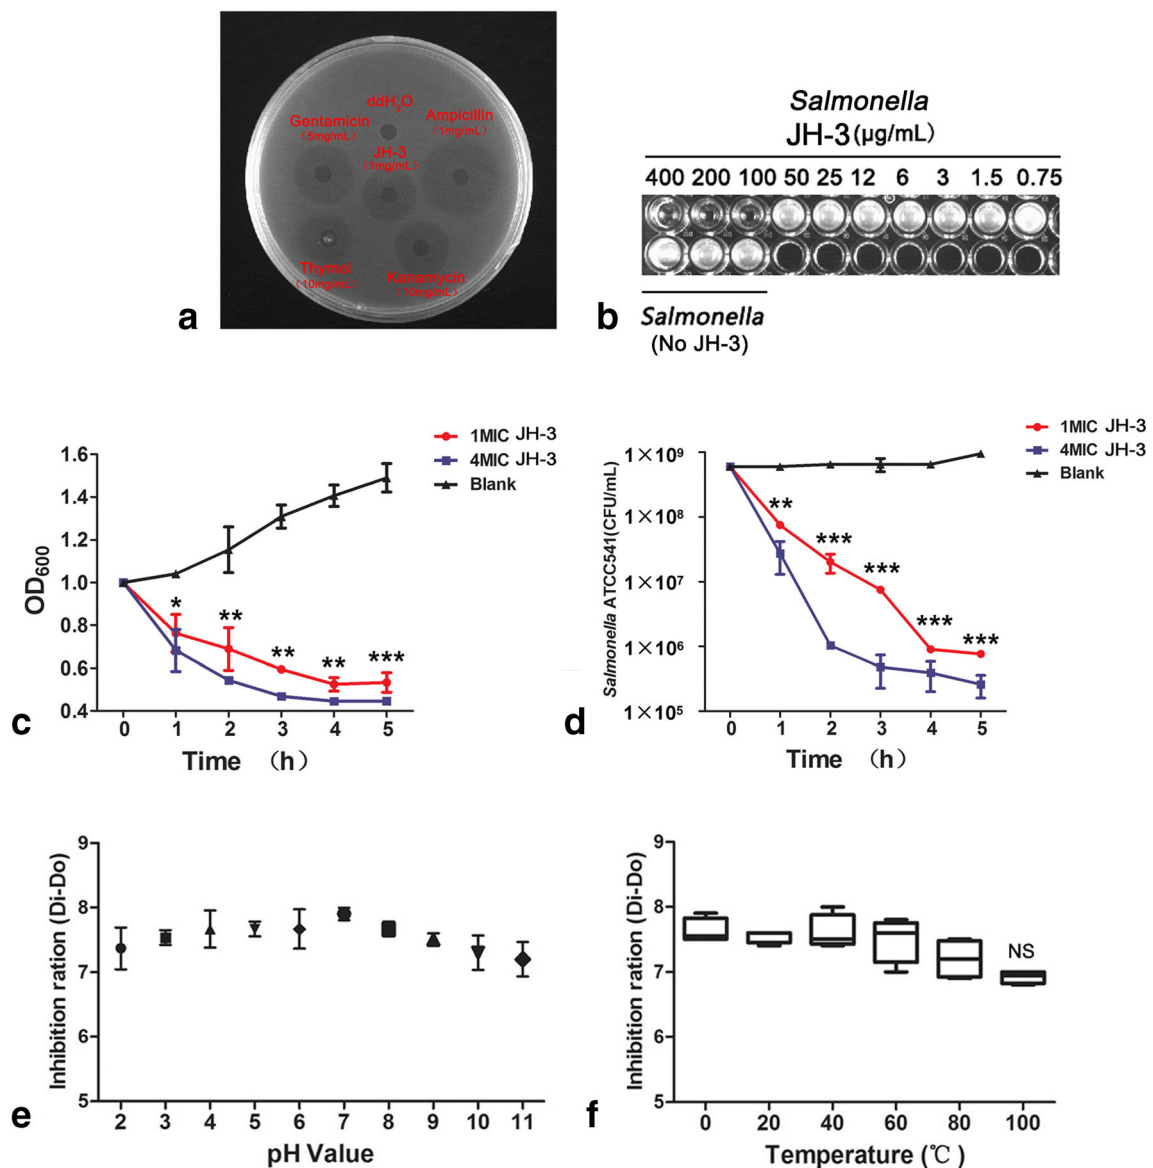 ddH2O
Gentamicin
(5mg/mL)
Ampicillin
(1mg/mL)
JH-3
(1mg/mL)
Thymol
(10mg/mL)
Kanamycin
(10mg/mL)
a
Salmonella
JH-3(μg/mL)
400 200 100 50 25 12 6 3 1.5 0.75
Salmonella
(No JH-3)
b
1MIC JH-3
4MIC JH-3
Blank
OD600
1.6
1.4
1.2
1.0
0.8
0.6
0.4
* ** ** ** ***
0 1 2 3 4 5
Time (h)
c
1MIC JH-3
4MIC JH-3
Blank
Salmonella ATCC541(CFU/mL)
1×10^9
1×10^8
1×10^7
1×10^6
1×10^5
** *** *** *** ***
0 1 2 3 4 5
Time (h)
d
Inhibition ration (Di-Do)
9
8
7
6
5
2 3 4 5 6 7 8 9 10 11
pH Value
e
Inhibition ration (Di-Do)
9
8
7
6
5
NS
0 20 40 60 80 100
Temperature (℃)
f